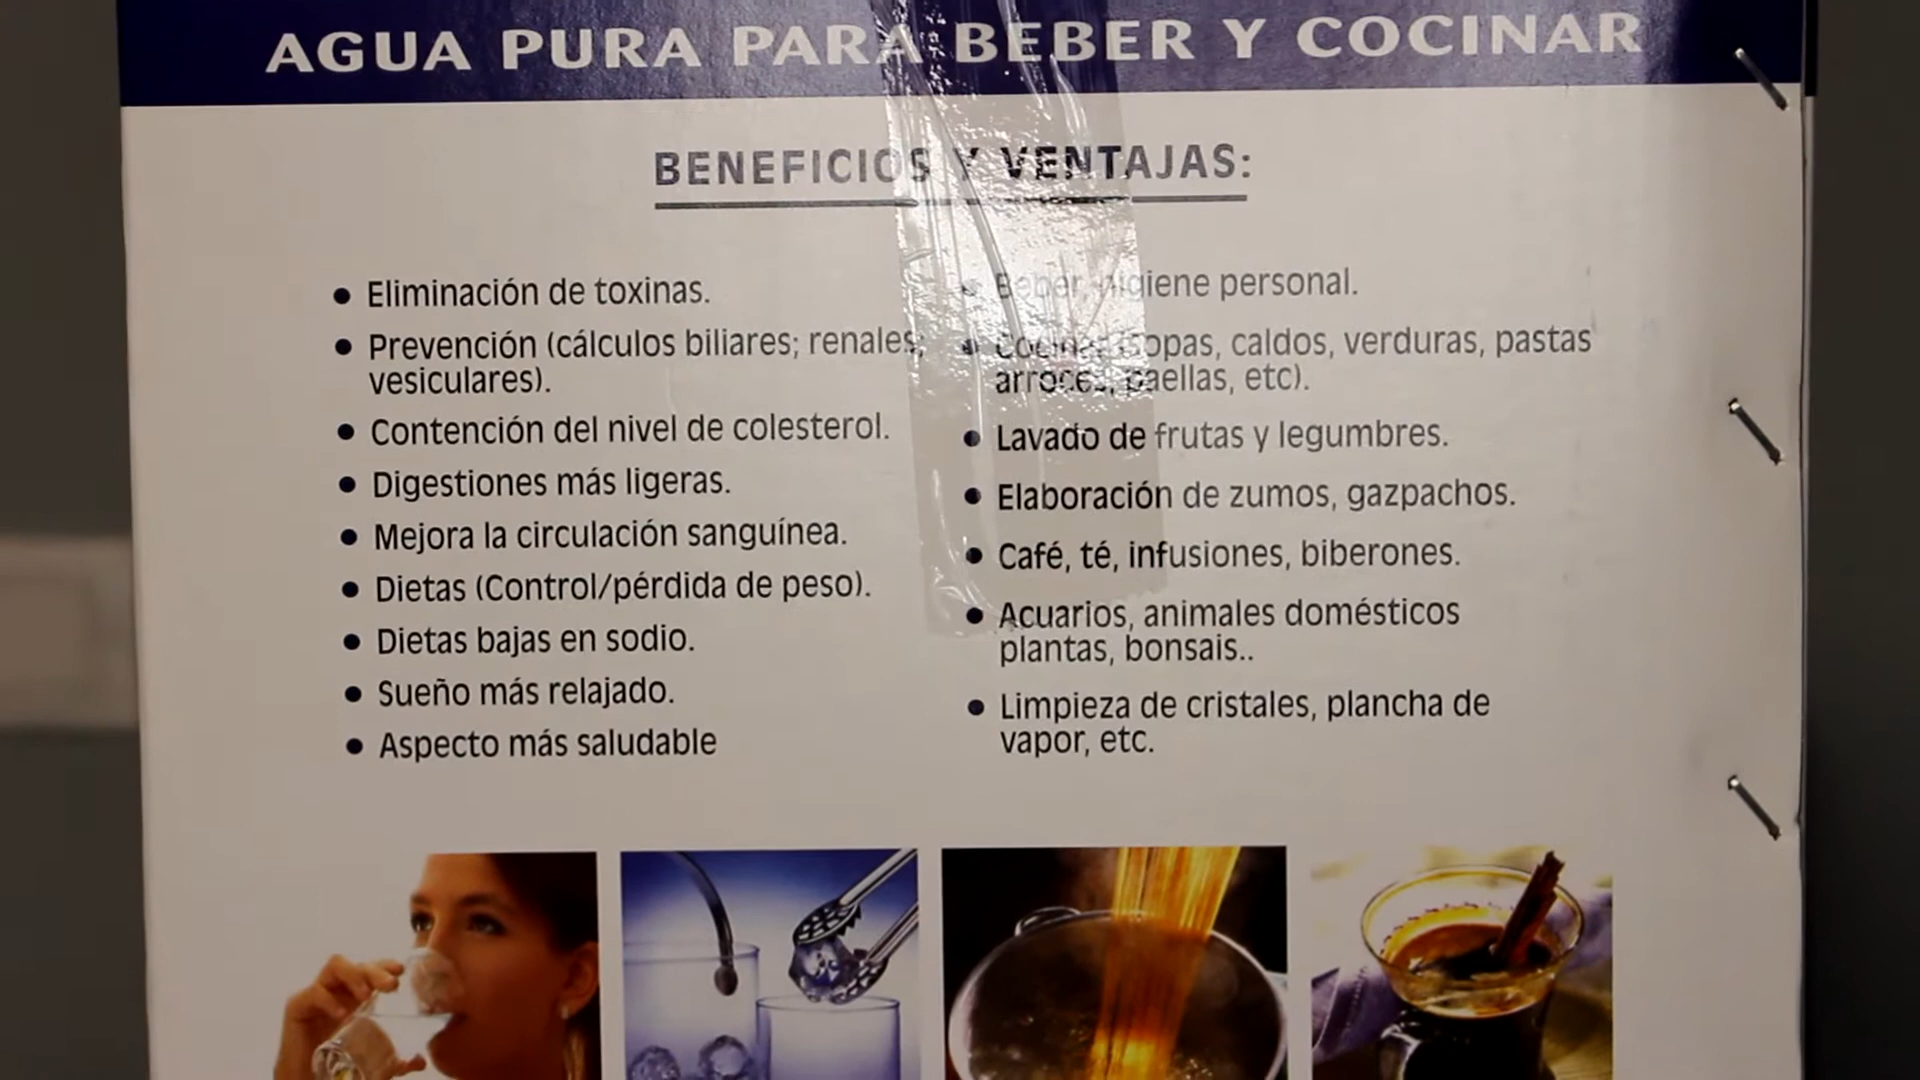 AGUA PURA PARA BEBER Y COCINAR
BENEFICIOS Y VENTAJAS:
• Eliminación de toxinas.
• Prevención (cálculos biliares; renales;
vesiculares).
• Contención del nivel de colesterol.
• Digestiones más ligeras.
• Mejora la circulación sanguínea.
• Dietas (Control/pérdida de peso).
• Dietas bajas en sodio.
• Sueño más relajado.
• Aspecto más saludable
• Beber, higiene personal.
• Cocinar (sopas, caldos, verduras, pastas
arroces, paellas, etc).
• Lavado de frutas y legumbres.
• Elaboración de zumos, gazpachos.
• Café, té, infusiones, biberones.
• Acuarios, animales domésticos
plantas, bonsais..
• Limpieza de cristales, plancha de
vapor, etc.